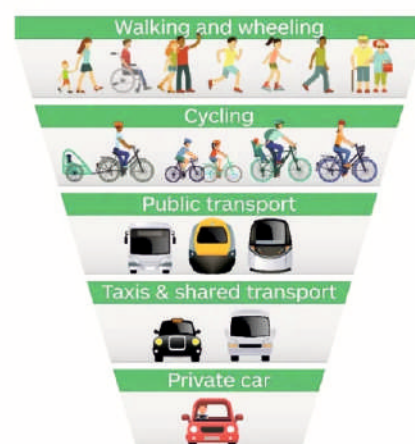 Walking and wheeling
Cycling
Public transport
Taxis & shared transport
Private car